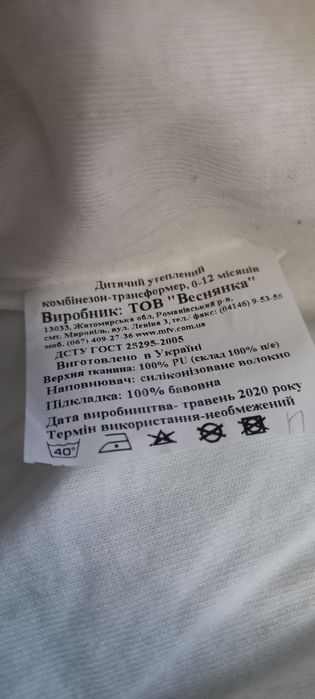 Дитячий утеплений
комбінезон-трансформер, 0-12 місяців
Виробник: ТОВ "Веснянка"
13033, Житомирська обл. Романівський р-н,
смт. Миропіль, вул. Леніна 3, тел./ факс: (04146) 9-53-55
моб. (067) 409-27-36 www.mfv.com.ua
ДСТУ ГОСТ 25295-2005
Виготовлено в Україні
Верхня тканина: 100% PU (склад 100% п/е)
Наповнювач: силіконізоване волокно
Підкладка: 100% бавовна
Дата виробництва- травень 2020 року
Термін використання-необмежений
40°